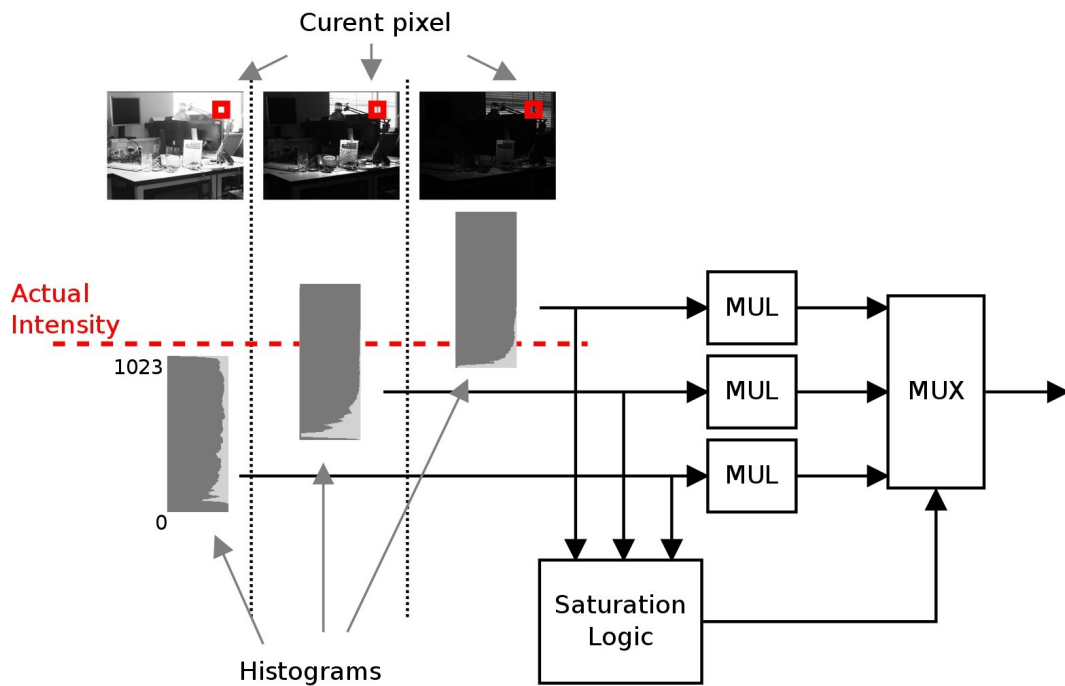 Curent pixel
Actual
Intensity
1023
0
MUL
MUL
MUL
MUX
Saturation
Logic
Histograms